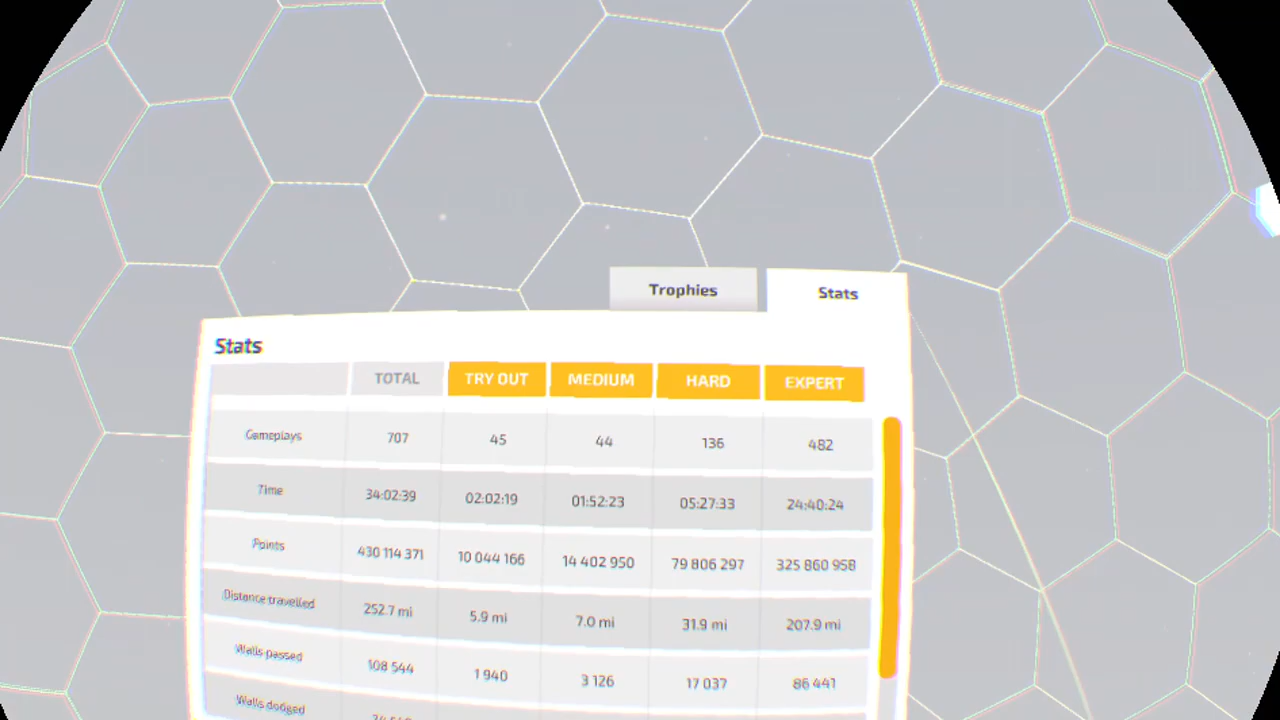 Trophies Stats
Stats
TOTAL TRY OUT MEDIUM HARD EXPERT
Gameplays 707 45 44 136 482
Time 34:02:39 02:02:19 01:52:23 05:27:33 24:40:24
Points 430 114 371 10 044 166 14 402 950 79 806 297 325 860 958
Distance travelled 252.7 mi 5.9 mi 7.0 mi 31.9 mi 207.9 mi
Walls passed 108 544 1 940 3 126 17 037 86 441
Walls dodged